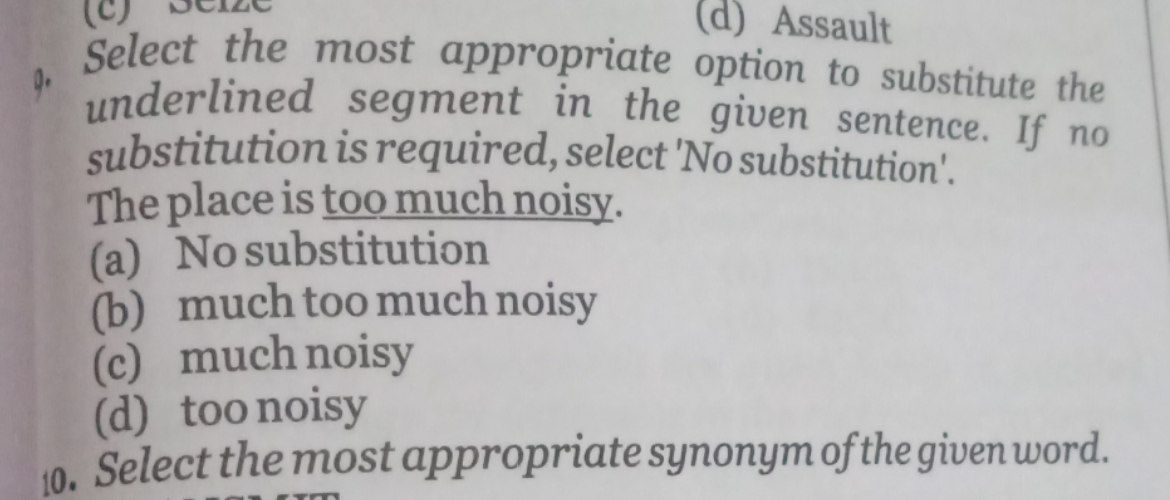 (c) Seize
(d) Assault
9. Select the most appropriate option to substitute the
underlined segment in the given sentence. If no
substitution is required, select 'No substitution'.
The place is too much noisy.
(a) No substitution
(b) much too much noisy
(c) much noisy
(d) too noisy
10. Select the most appropriate synonym of the given word.